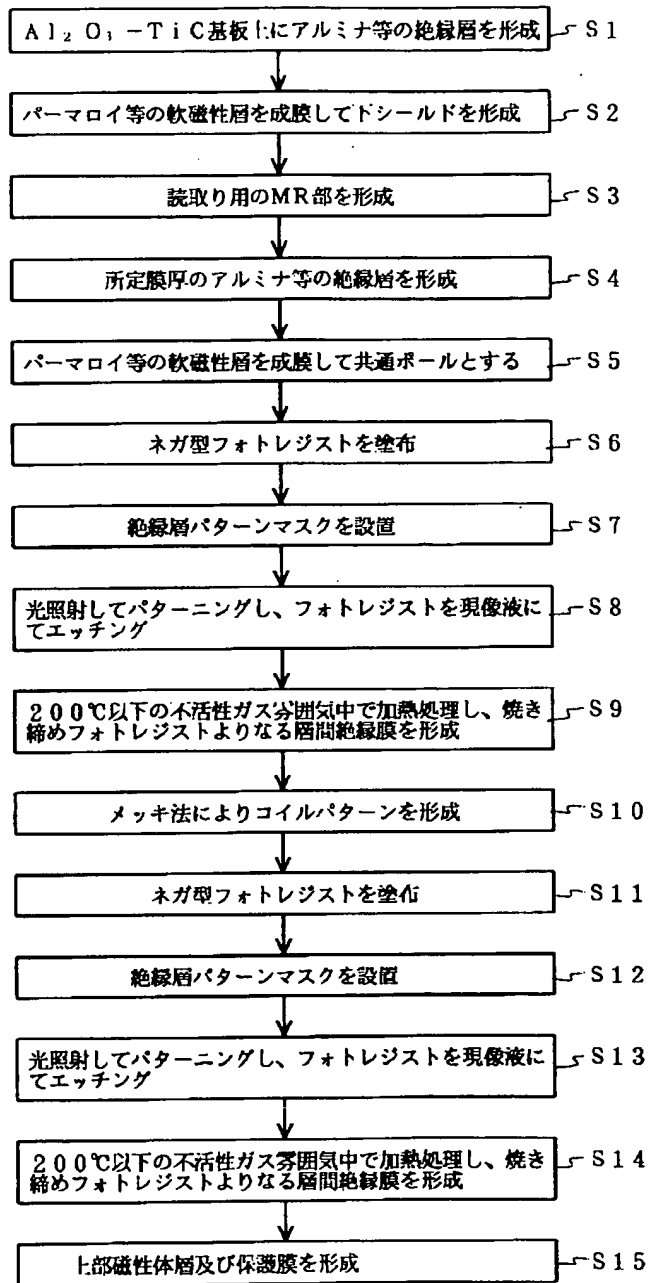 Ａｌ₂Ｏ₃－ＴｉＣ基板上にアルミナ等の絶縁層を形成 Ｓ１
パーマロイ等の軟磁性層を成膜して下シールドを形成 Ｓ２
読取り用のＭＲ部を形成 Ｓ３
所定膜厚のアルミナ等の絶縁層を形成 Ｓ４
パーマロイ等の軟磁性層を成膜して共通ポールとする Ｓ５
ネガ型フォトレジストを塗布 Ｓ６
絶縁層パターンマスクを設置 Ｓ７
光照射してパターニングし、フォトレジストを現像液に Ｓ８
てエッチング
２００℃以下の不活性ガス雰囲気中で加熱処理し、焼き Ｓ９
締めフォトレジストよりなる層間絶縁膜を形成
メッキ法によりコイルパターンを形成 Ｓ１０
ネガ型フォトレジストを塗布 Ｓ１１
絶縁層パターンマスクを設置 Ｓ１２
光照射してパターニングし、フォトレジストを現像液に Ｓ１３
てエッチング
２００℃以下の不活性ガス雰囲気中で加熱処理し、焼き Ｓ１４
締めフォトレジストよりなる層間絶縁膜を形成
上部磁性体層及び保護膜を形成 Ｓ１５